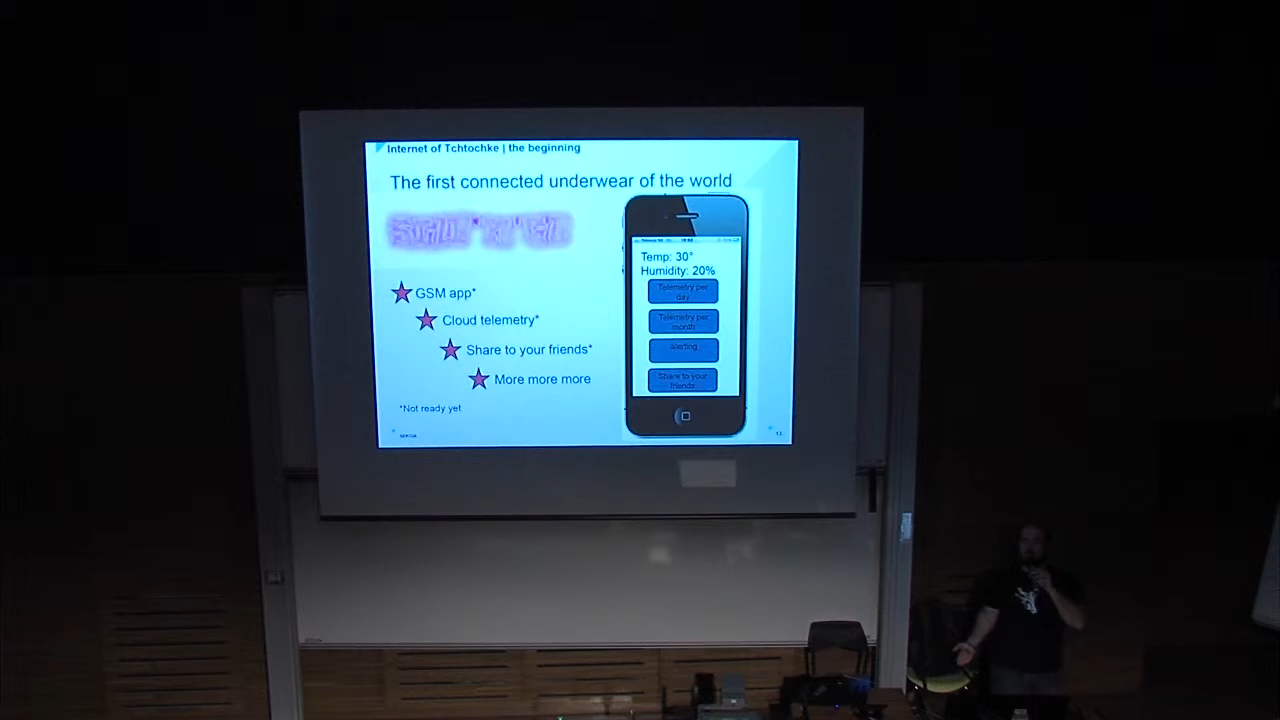 Internet of Tchtochke | the beginning
The first connected underwear of the world
GSM app*
Cloud telemetry*
Share to your friends*
More more more
*Not ready yet
Temp: 30°
Humidity: 20%
Telemetry per
day
Telemetry per
month
alerting
Share to your
friends
13